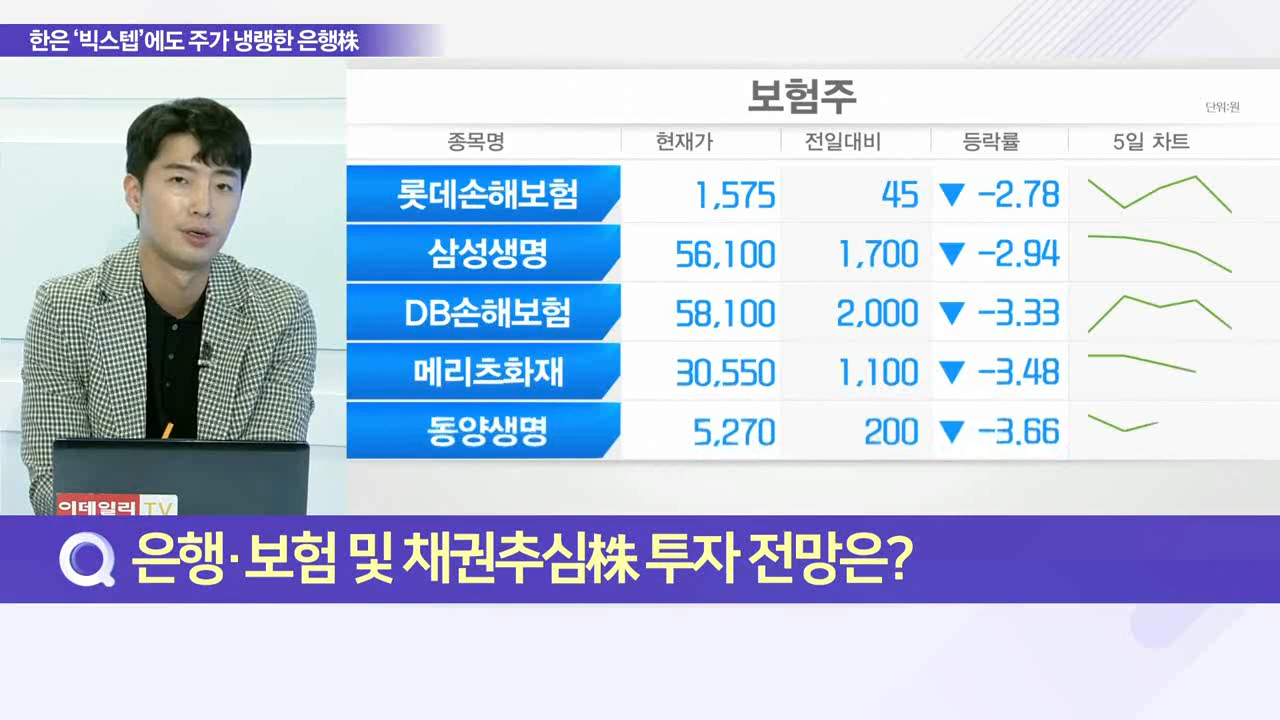 한은 ‘빅스텝’에도 주가 냉랭한 은행株
보험주
단위:원
종목명 현재가 전일대비 등락률 5일 차트
롯데손해보험 1,575 45 ▼ -2.78
삼성생명 56,100 1,700 ▼ -2.94
DB손해보험 58,100 2,000 ▼ -3.33
메리츠화재 30,550 1,100 ▼ -3.48
동양생명 5,270 200 ▼ -3.66
이데일리 TV
Q 은행·보험 및 채권추심株 투자 전망은?